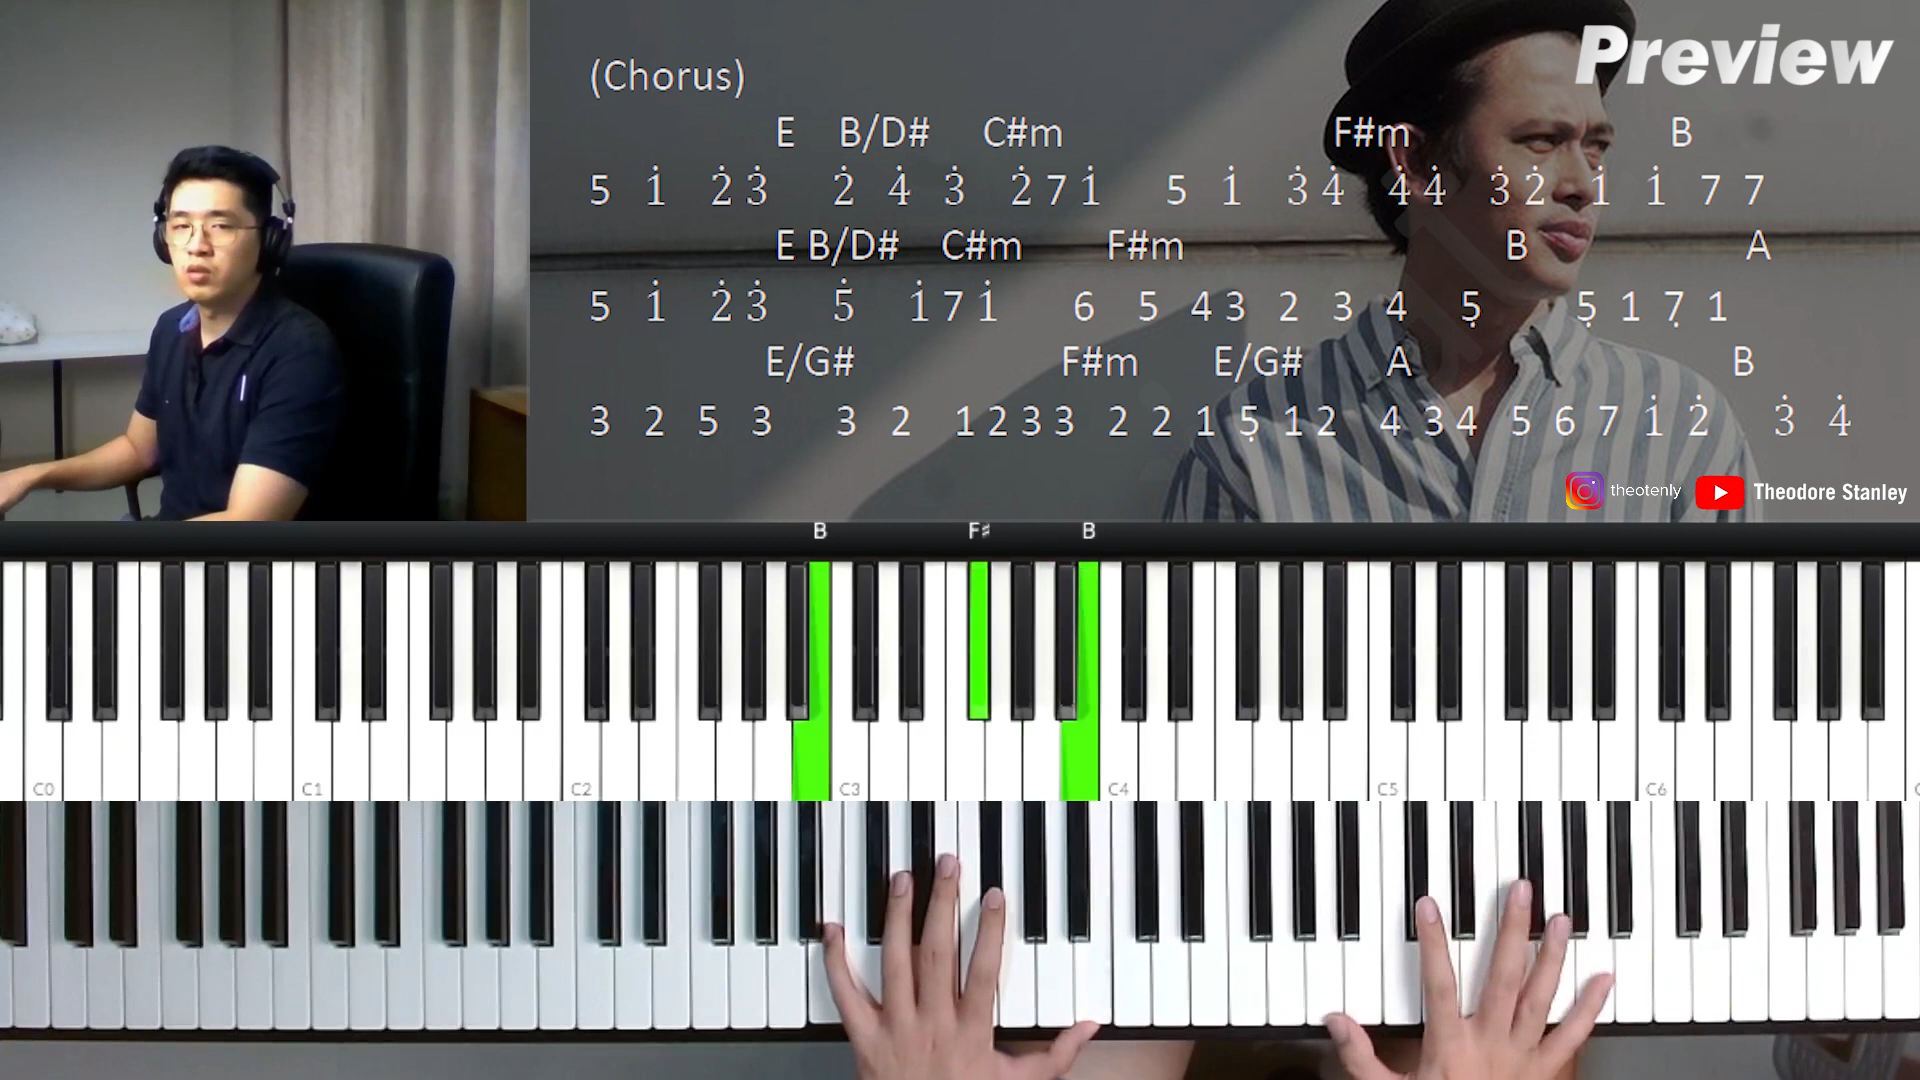 Preview
(Chorus)
E B/D# C#m F#m B
5 1̇ 2̇ 3̇ 2̇ 4̇ 3̇ 2̇ 7 1̇ 5 1̇ 3̇ 4̇ 4̇ 4̇ 3̇ 2̇ 1̇ 1̇ 7 7
E B/D# C#m F#m B A
5 1̇ 2̇ 3̇ 5̇ 1̇ 7 1̇ 6 5 4 3 2 3 4 5̣ 5̣ 1 7̣ 1
E/G# F#m E/G# A B
3 2 5 3 3 2 1 2 3 3 2 2 1 5̣ 1 2 4 3 4 5 6 7 1̇ 2̇ 3̇ 4̇
theotenly Theodore Stanley
B F♯ B
C0 C1 C2 C3 C4 C5 C6